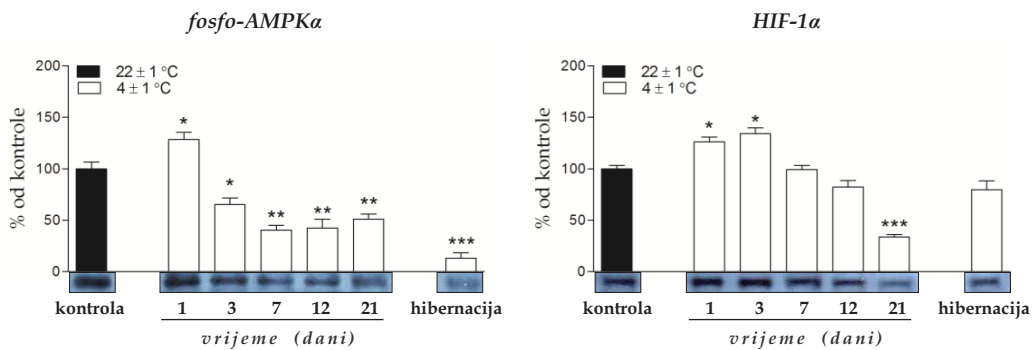 fosfo-AMPKα
200
150
100
50
0
% od kontrole
22 ± 1 °C
4 ± 1 °C
*
*
**
**
**
***
kontrola
1 3 7 12 21
hibernacija
vrijeme (dani)
HIF-1α
200
150
100
50
0
% od kontrole
22 ± 1 °C
4 ± 1 °C
*
*
***
kontrola
1 3 7 12 21
hibernacija
vrijeme (dani)